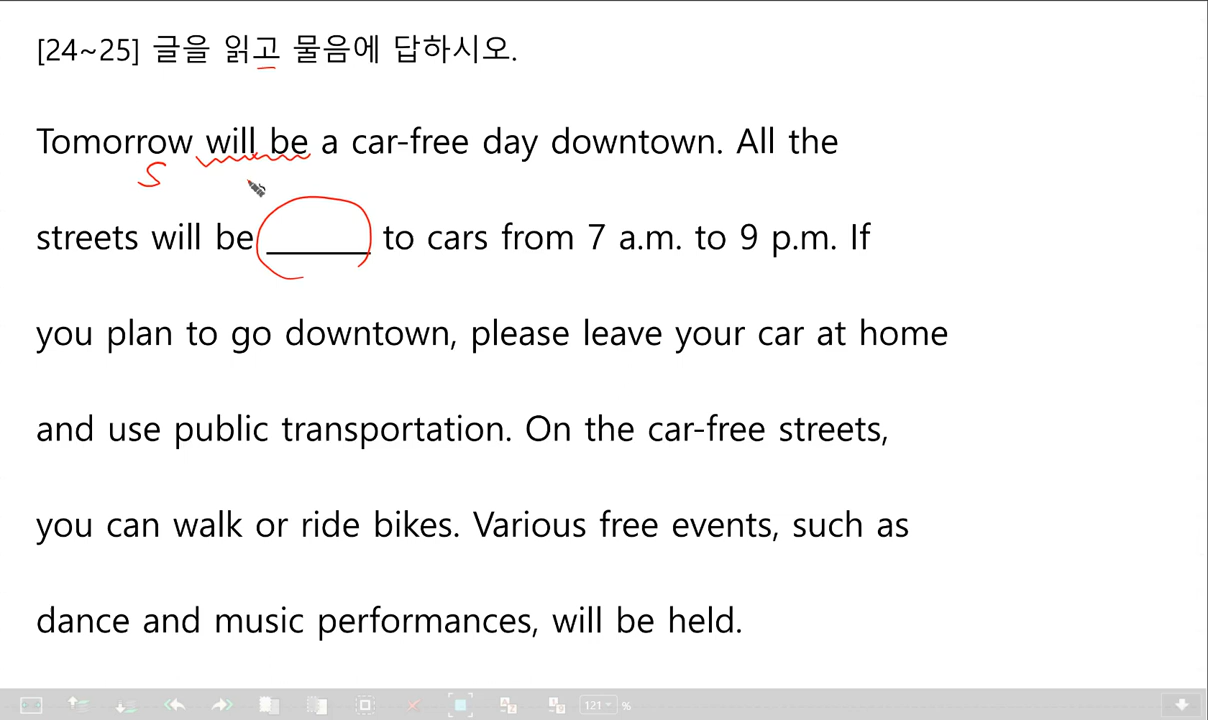 [24~25] 글을 읽고 물음에 답하시오.
Tomorrow will be a car-free day downtown. All the
S
streets will be ______ to cars from 7 a.m. to 9 p.m. If
you plan to go downtown, please leave your car at home
and use public transportation. On the car-free streets,
you can walk or ride bikes. Various free events, such as
dance and music performances, will be held.
121 %